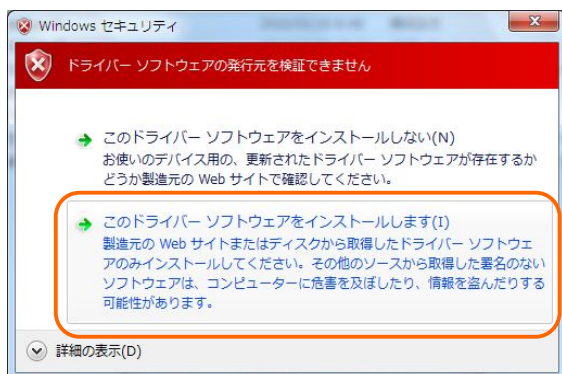 Windows セキュリティ
ドライバー ソフトウェアの発行元を検証できません
このドライバー ソフトウェアをインストールしない(N)
お使いのデバイス用の、更新されたドライバー ソフトウェアが存在するか
どうか製造元の Web サイトで確認してください。
このドライバー ソフトウェアをインストールします(I)
製造元の Web サイトまたはディスクから取得したドライバー ソフトウェ
アのみインストールしてください。その他のソースから取得した署名のない
ソフトウェアは、コンピューターに危害を及ぼしたり、情報を盗んだりする
可能性があります。
詳細の表示(D)